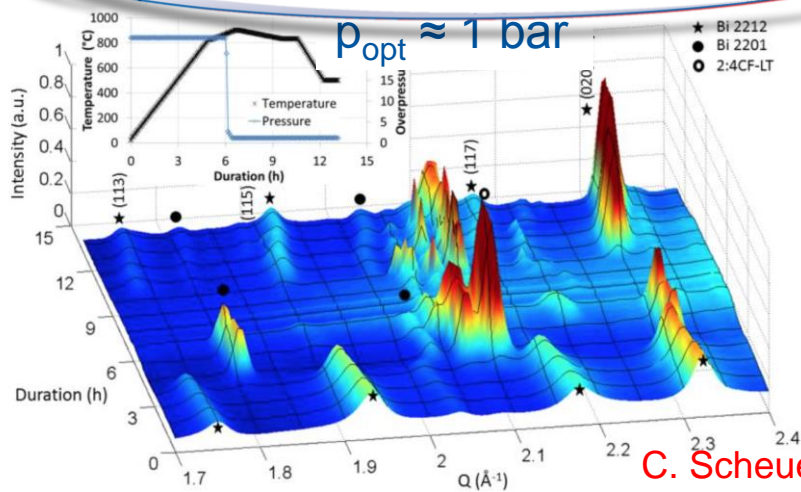 p_opt ≈ 1 bar
1000
800
600
400
200
0
Temperature (°C)
Temperature
Pressure
15
10
5
0
Overpressu
0 3 6 9 12 15
Duration (h)
★ Bi 2212
● Bi 2201
O 2:4CF-LT
1
0.8
0.6
0.4
0.2
0
Intensity (a.u.)
(113)
(115)
(117)
(020)
15
12
9
6
3
0
Duration (h)
1.7 1.8 1.9 2 2.1 2.2 2.3 2.4
Q (Å⁻¹)
C. Scheue